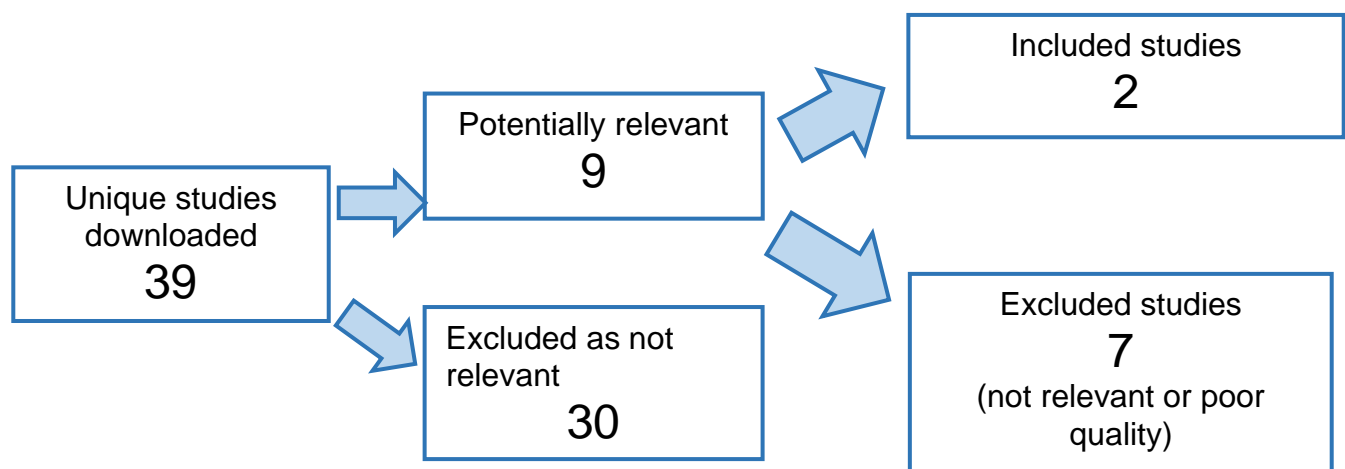 Unique studies
downloaded
39
Potentially relevant
9
Excluded as not
relevant
30
Included studies
2
Excluded studies
7
(not relevant or poor
quality)